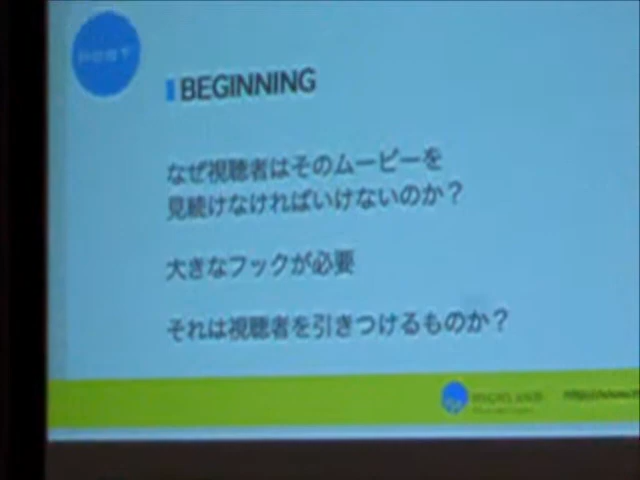 BEGINNING
なぜ視聴者はそのムービーを
見続けなければいけないのか？
大きなフックが必要
それは視聴者を引きつけるものか？